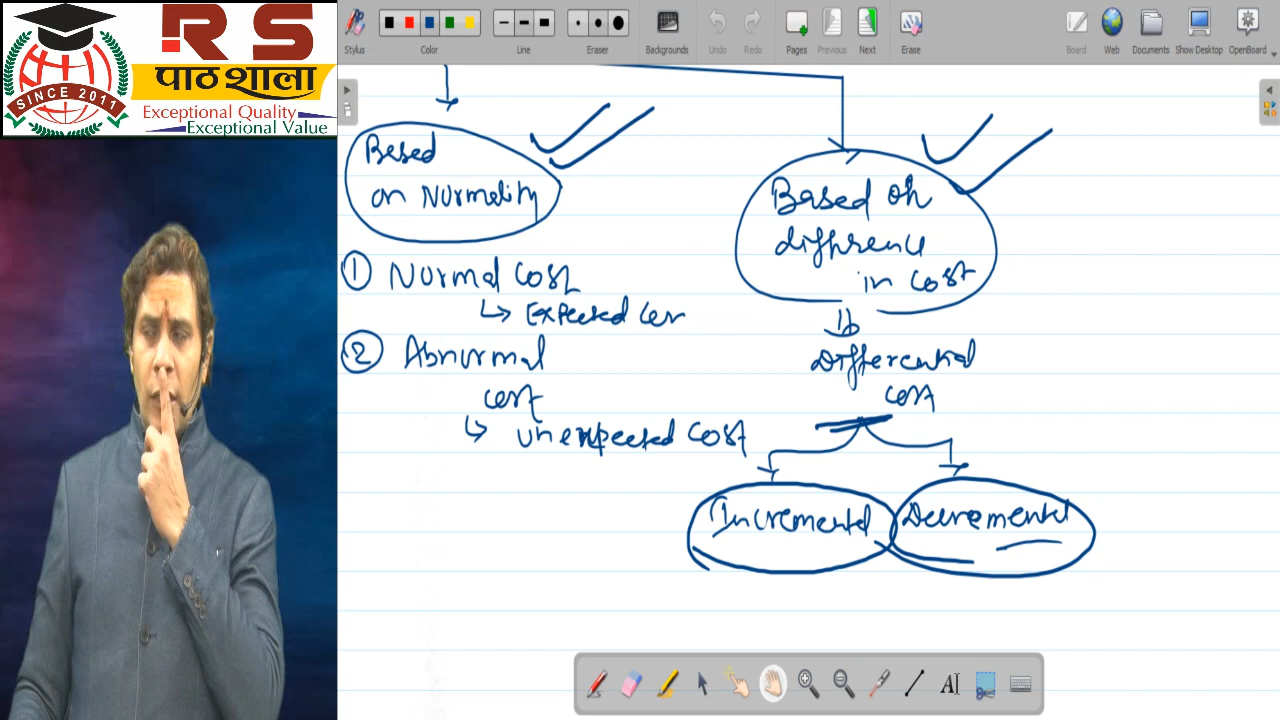 RS
पाठशाला
SINCE 2011
Exceptional Quality
Exceptional Value
Stylus
Color
Line
Eraser
Backgrounds
Undo
Redo
Pages
Previous
Next
Erase
Board
Web
Documents
Show Desktop
OpenBoard
Based
on Normality
① Normal Cost
↳ Expected
② Abnormal
cost
↳ unexpected cost
Based on
difference
in cost
Differential
cost
Incremental
Decremental
A